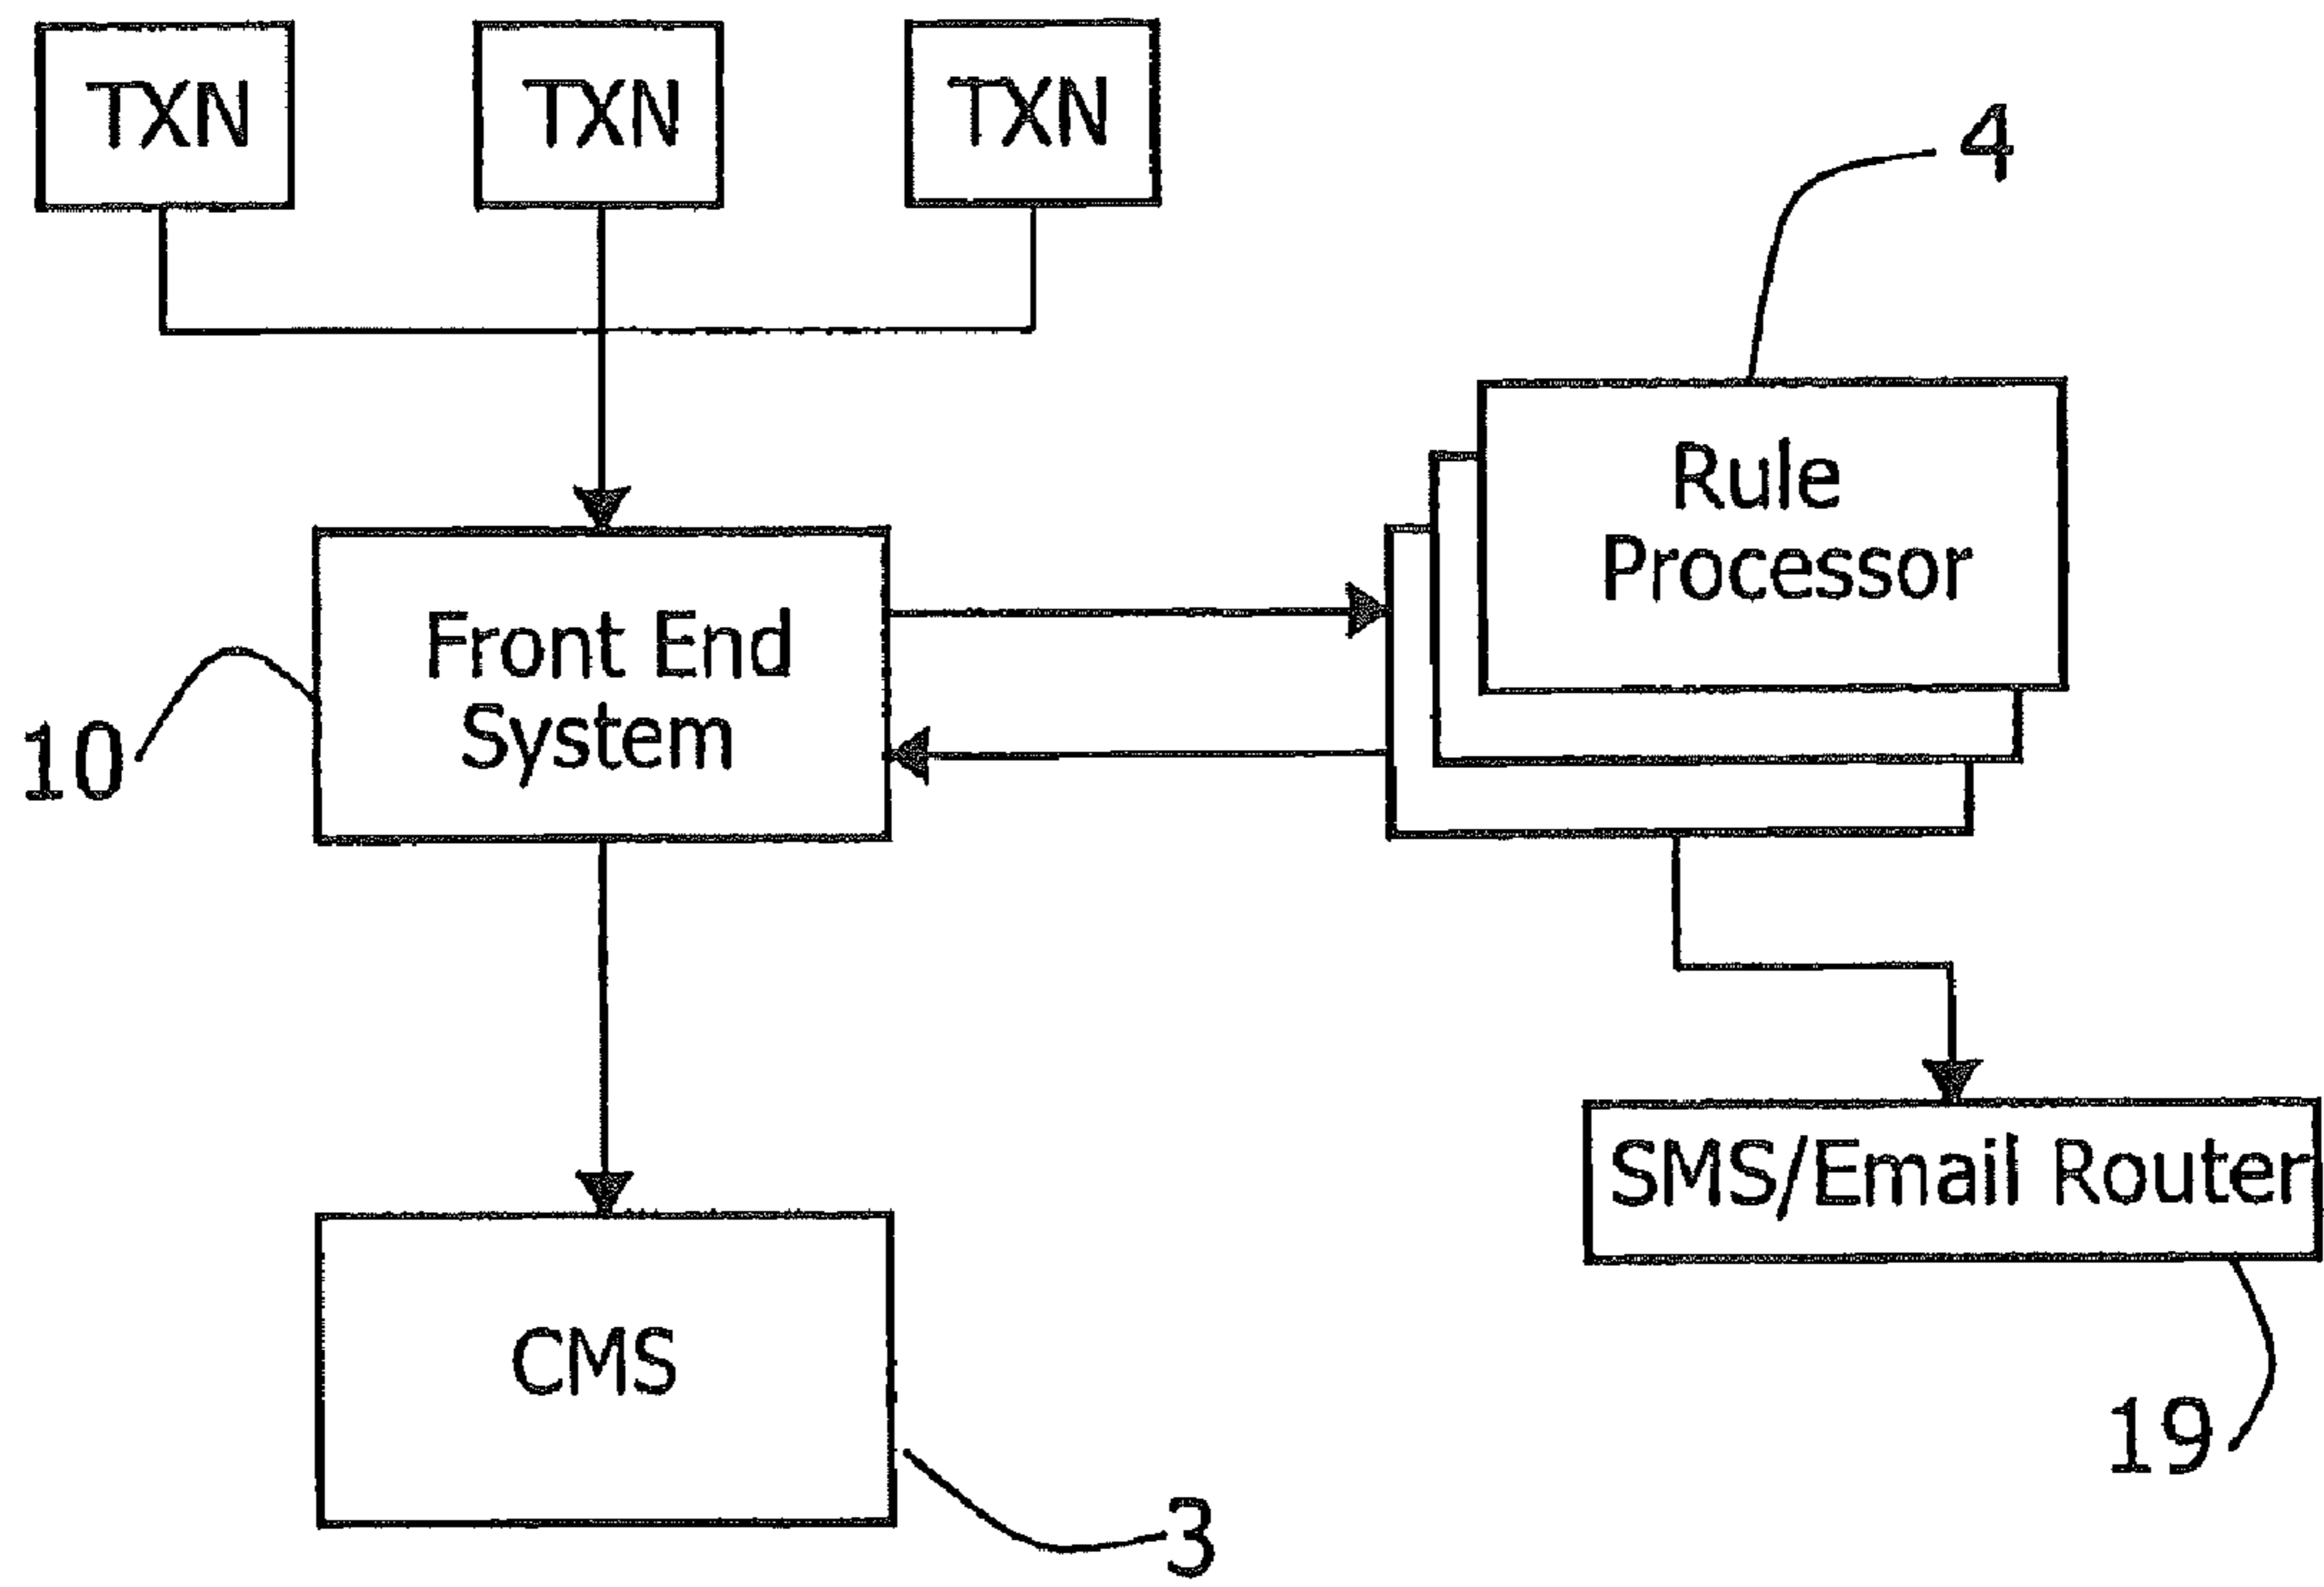 TXN TXN TXN
4
Rule
Processor
Front End
System
10
SMS/Email Router
CMS
19
3